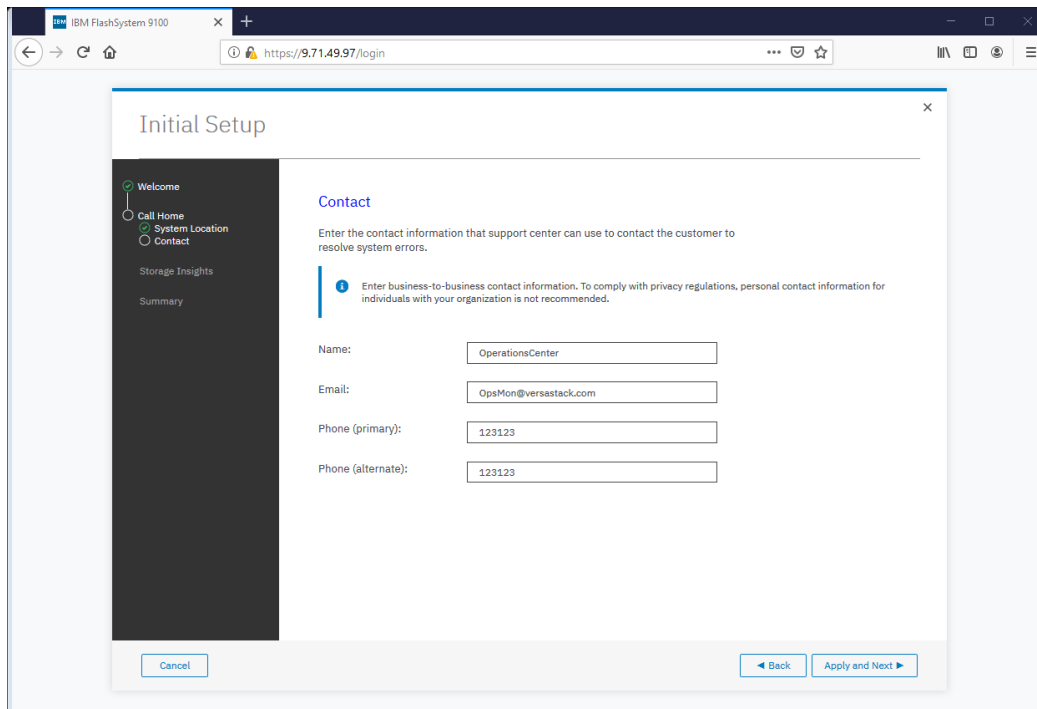 IBM IBM FlashSystem 9100
https://9.71.49.97/login
Initial Setup
Welcome
Call Home
System Location
Contact
Storage Insights
Summary
Contact
Enter the contact information that support center can use to contact the customer to
resolve system errors.
Enter business-to-business contact information. To comply with privacy regulations, personal contact information for
individuals with your organization is not recommended.
Name:
OperationsCenter
Email:
OpsMon@versastack.com
Phone (primary):
123123
Phone (alternate):
123123
Cancel
Back
Apply and Next